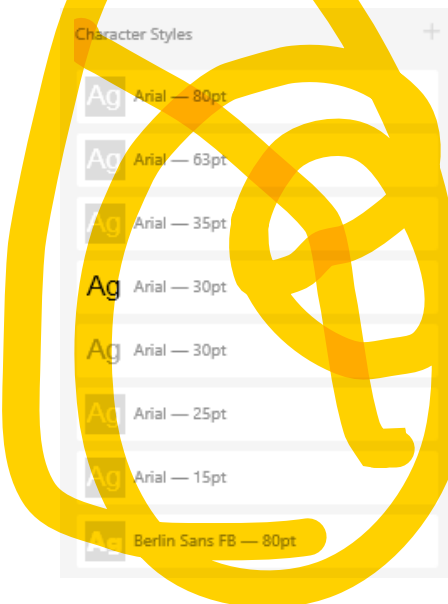 Character Styles +
Ag Arial — 80pt
Ag Arial — 63pt
Ag Arial — 35pt
Ag Arial — 30pt
Ag Arial — 30pt
Ag Arial — 25pt
Ag Arial — 15pt
Ag Berlin Sans FB — 80pt